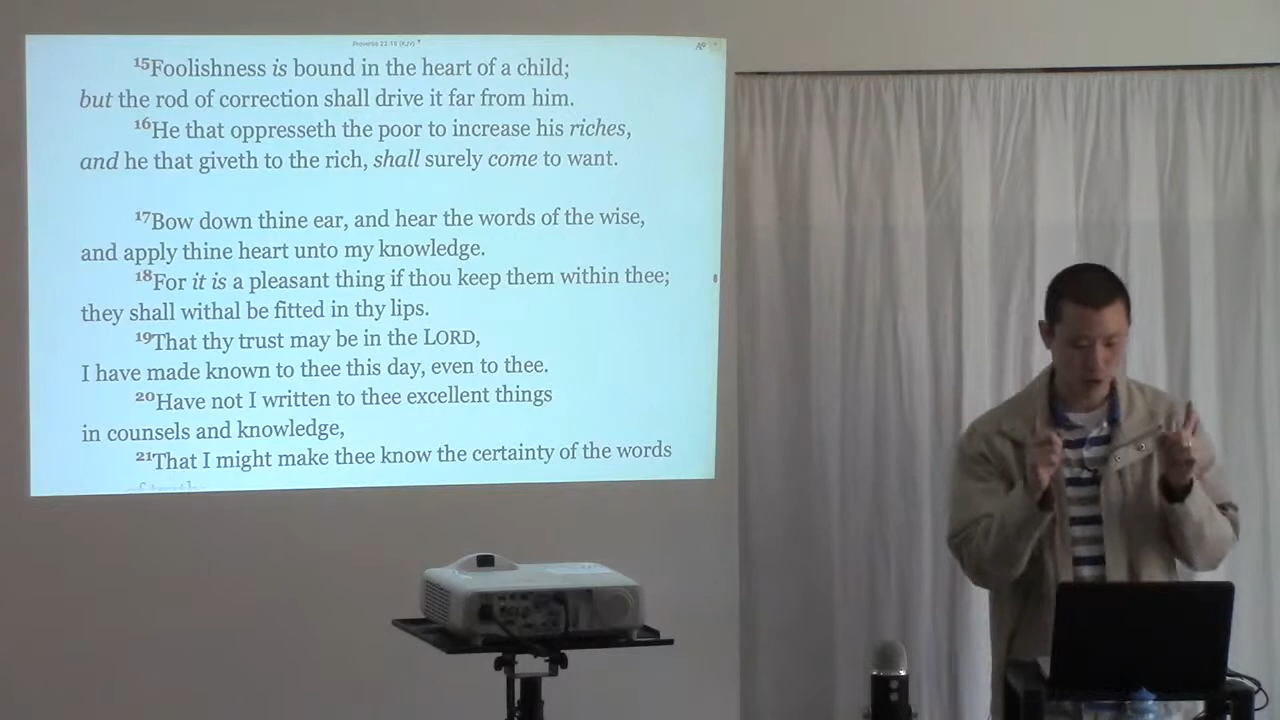 Proverbs 22:16 (KJV)
15Foolishness is bound in the heart of a child;
but the rod of correction shall drive it far from him.
16He that oppresseth the poor to increase his riches,
and he that giveth to the rich, shall surely come to want.
17Bow down thine ear, and hear the words of the wise,
and apply thine heart unto my knowledge.
18For it is a pleasant thing if thou keep them within thee;
they shall withal be fitted in thy lips.
19That thy trust may be in the LORD,
I have made known to thee this day, even to thee.
20Have not I written to thee excellent things
in counsels and knowledge,
21That I might make thee know the certainty of the words